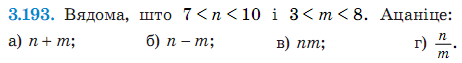 3.193. Вядома, што 7 < n < 10 і 3 < m < 8. Ацаніце:
а) n + m; б) n − m; в) nm; г) n/m.